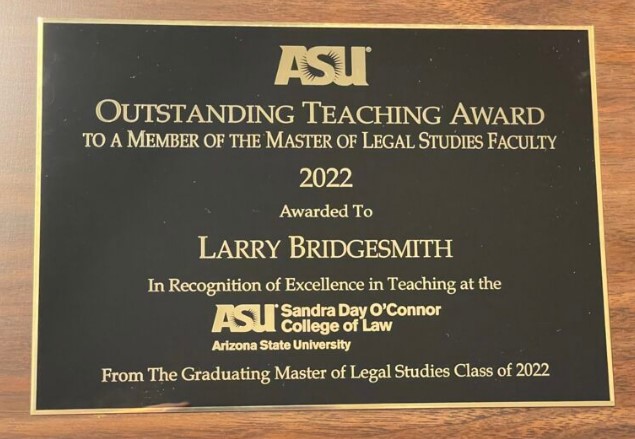 ASU
OUTSTANDING TEACHING AWARD
TO A MEMBER OF THE MASTER OF LEGAL STUDIES FACULTY
2022
Awarded To
LARRY BRIDGESMITH
In Recognition of Excellence in Teaching at the
ASU Sandra Day O'Connor
College of Law
Arizona State University
From The Graduating Master of Legal Studies Class of 2022